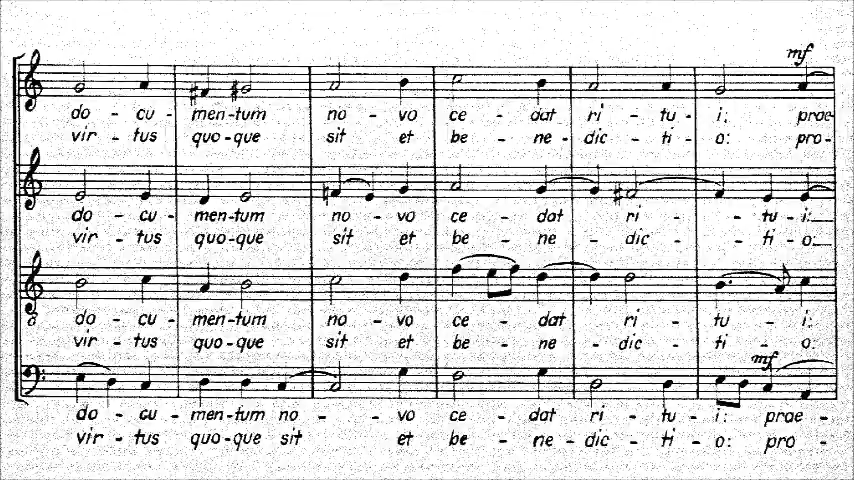 mf
do - cu - men-tum no - vo ce - dat ri - tu - i: prae
vir - tus quo-que sit et be - ne - dic - ti - o: pro-
do - cu - men-tum no - vo ce - dat ri - - tu - i:
vir - tus quo-que sit et be - ne - dic - - ti - o:
8
do - cu - men-tum no - vo ce - dat ri - tu - i:
vir - tus quo-que sit et be - ne - dic - ti - o:
mf
do - cu - men-tum no - - vo ce - dat ri - tu - i: prae -
vir - tus quo-que sit et be - ne - dic - ti - o: pro -